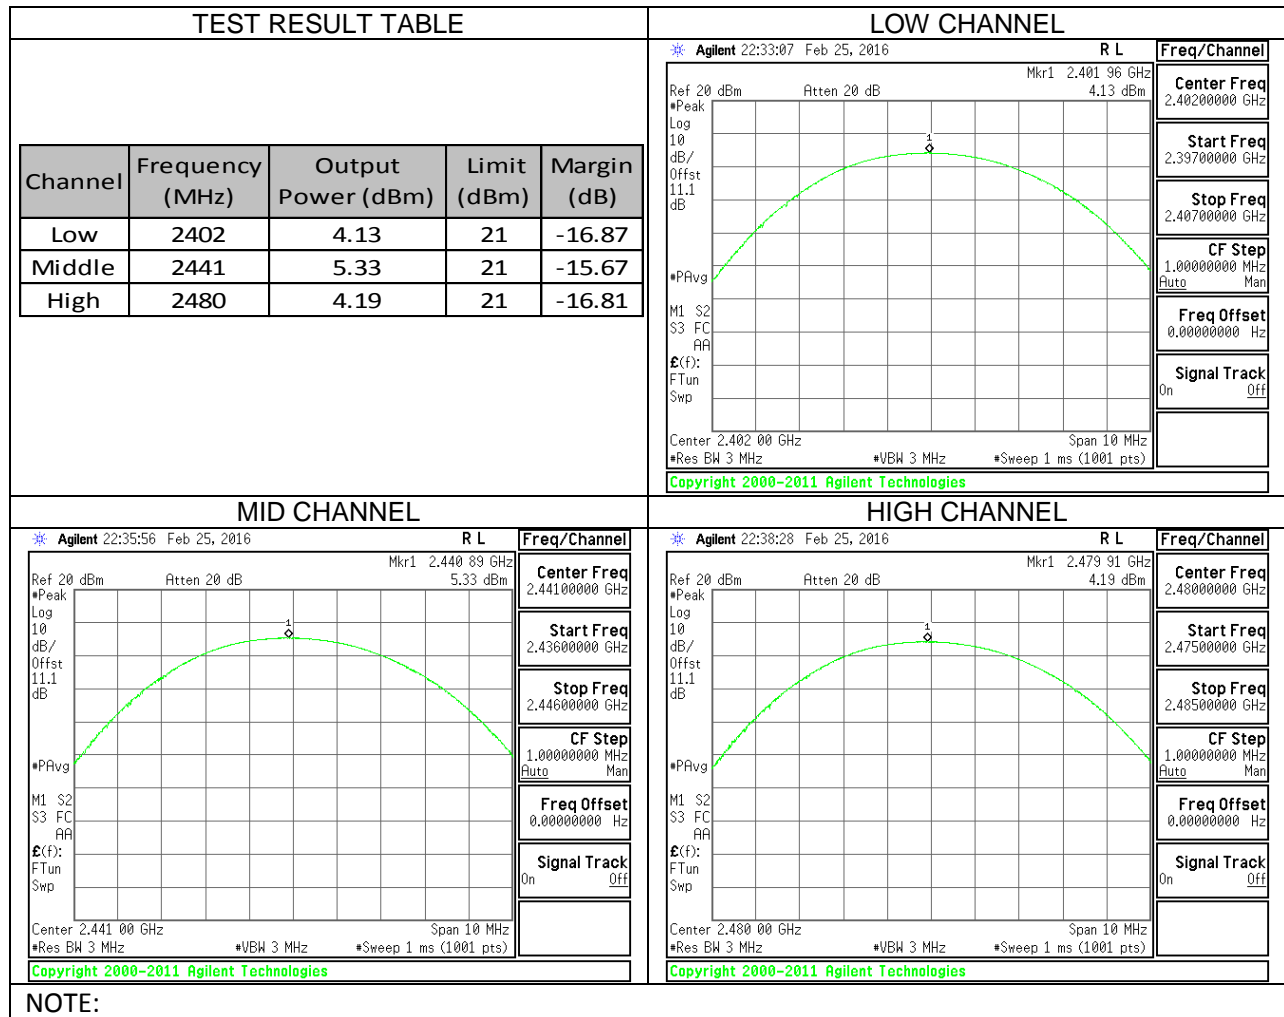 TEST RESULT TABLE
Channel Frequency (MHz) Output Power (dBm) Limit (dBm) Margin (dB)
Low 2402 4.13 21 -16.87
Middle 2441 5.33 21 -15.67
High 2480 4.19 21 -16.81
LOW CHANNEL
Agilent 22:33:07 Feb 25, 2016 R L
Mkr1 2.401 96 GHz
Ref 20 dBm Atten 20 dB 4.13 dBm
#Peak
Log
10
dB/
Offst
11.1
dB
#PAvg
M1 S2
S3 FC
AA
£(f):
FTun
Swp
1
Center 2.402 00 GHz Span 10 MHz
#Res BW 3 MHz #VBW 3 MHz #Sweep 1 ms (1001 pts)
Copyright 2000-2011 Agilent Technologies
Freq/Channel
Center Freq
2.40200000 GHz
Start Freq
2.39700000 GHz
Stop Freq
2.40700000 GHz
CF Step
1.00000000 MHz
Auto Man
Freq Offset
0.00000000 Hz
Signal Track
On Off
MID CHANNEL
Agilent 22:35:56 Feb 25, 2016 R L
Mkr1 2.440 89 GHz
Ref 20 dBm Atten 20 dB 5.33 dBm
#Peak
Log
10
dB/
Offst
11.1
dB
#PAvg
M1 S2
S3 FC
AA
£(f):
FTun
Swp
1
Center 2.441 00 GHz Span 10 MHz
#Res BW 3 MHz #VBW 3 MHz #Sweep 1 ms (1001 pts)
Copyright 2000-2011 Agilent Technologies
Freq/Channel
Center Freq
2.44100000 GHz
Start Freq
2.43600000 GHz
Stop Freq
2.44600000 GHz
CF Step
1.00000000 MHz
Auto Man
Freq Offset
0.00000000 Hz
Signal Track
On Off
HIGH CHANNEL
Agilent 22:38:28 Feb 25, 2016 R L
Mkr1 2.479 91 GHz
Ref 20 dBm Atten 20 dB 4.19 dBm
#Peak
Log
10
dB/
Offst
11.1
dB
#PAvg
M1 S2
S3 FC
AA
£(f):
FTun
Swp
1
Center 2.480 00 GHz Span 10 MHz
#Res BW 3 MHz #VBW 3 MHz #Sweep 1 ms (1001 pts)
Copyright 2000-2011 Agilent Technologies
Freq/Channel
Center Freq
2.48000000 GHz
Start Freq
2.47500000 GHz
Stop Freq
2.48500000 GHz
CF Step
1.00000000 MHz
Auto Man
Freq Offset
0.00000000 Hz
Signal Track
On Off
NOTE: